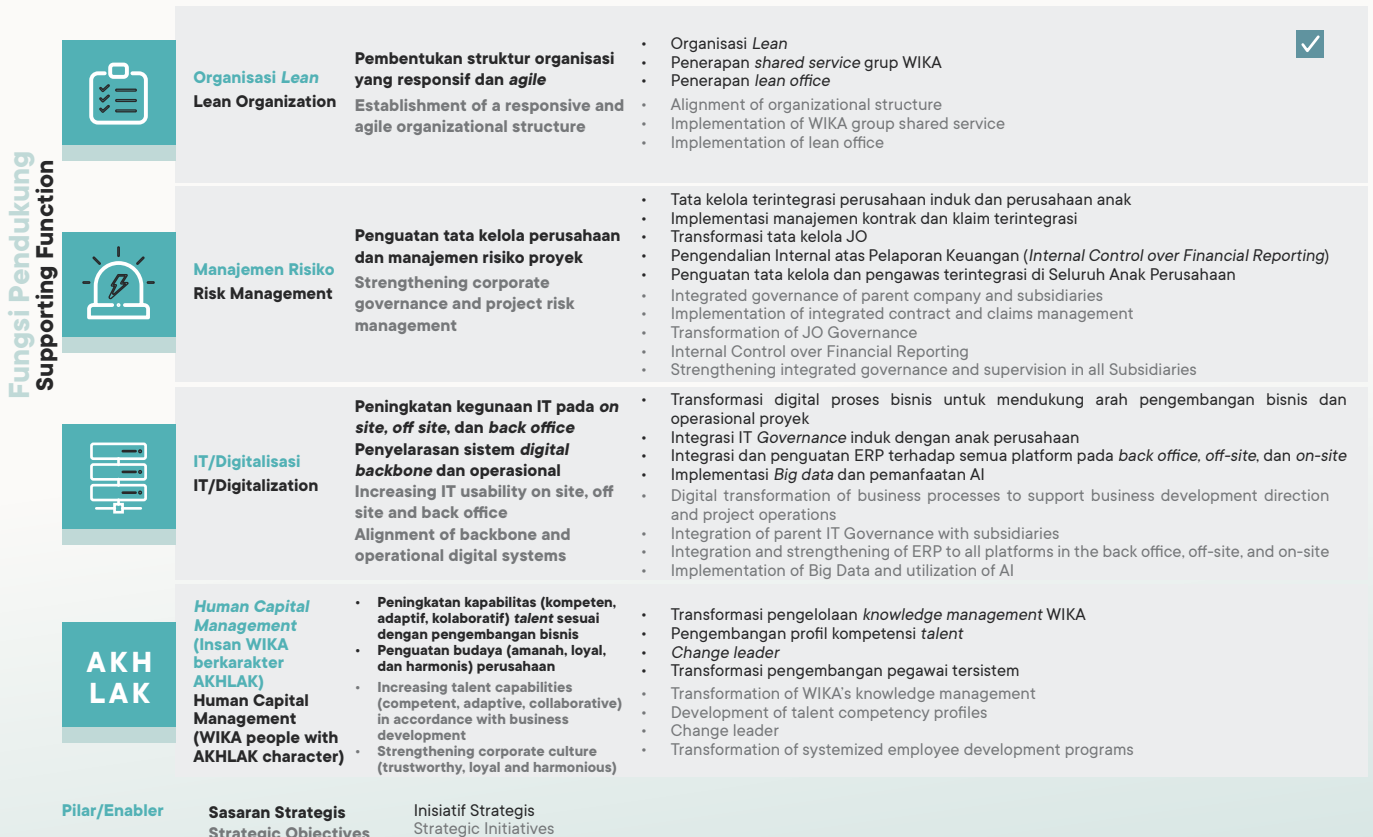 Fungsi Pendukung
Supporting Function
Organisasi Lean
Lean Organization
Pembentukan struktur organisasi
yang responsif dan agile
Establishment of a responsive and
agile organizational structure
• Organisasi Lean
• Penerapan shared service grup WIKA
• Penerapan lean office
• Alignment of organizational structure
• Implementation of WIKA group shared service
• Implementation of lean office
Manajemen Risiko
Risk Management
Penguatan tata kelola perusahaan
dan manajemen risiko proyek
Strengthening corporate
governance and project risk
management
• Tata kelola terintegrasi perusahaan induk dan perusahaan anak
• Implementasi manajemen kontrak dan klaim terintegrasi
• Transformasi tata kelola JO
• Pengendalian Internal atas Pelaporan Keuangan (Internal Control over Financial Reporting)
• Penguatan tata kelola dan pengawas terintegrasi di Seluruh Anak Perusahaan
• Integrated governance of parent company and subsidiaries
• Implementation of integrated contract and claims management
• Transformation of JO Governance
• Internal Control over Financial Reporting
• Strengthening integrated governance and supervision in all Subsidiaries
IT/Digitalisasi
IT/Digitalization
Peningkatan kegunaan IT pada on
site, off site, dan back office
Penyelarasan sistem digital
backbone dan operasional
Increasing IT usability on site, off
site and back office
Alignment of backbone and
operational digital systems
• Transformasi digital proses bisnis untuk mendukung arah pengembangan bisnis dan
operasional proyek
• Integrasi IT Governance induk dengan anak perusahaan
• Integrasi dan penguatan ERP terhadap semua platform pada back office, off-site, dan on-site
• Implementasi Big data dan pemanfaatan AI
• Digital transformation of business processes to support business development direction
and project operations
• Integration of parent IT Governance with subsidiaries
• Integration and strengthening of ERP to all platforms in the back office, off-site, and on-site
• Implementation of Big Data and utilization of AI
AKH
LAK
Human Capital
Management
(Insan WIKA
berkarakter
AKHLAK)
Human Capital
Management
(WIKA people with
AKHLAK character)
• Peningkatan kapabilitas (kompeten,
adaptif, kolaboratif) talent sesuai
dengan pengembangan bisnis
• Penguatan budaya (amanah, loyal,
dan harmonis) perusahaan
• Increasing talent capabilities
(competent, adaptive, collaborative)
in accordance with business
development
• Strengthening corporate culture
(trustworthy, loyal and harmonious)
• Transformasi pengelolaan knowledge management WIKA
• Pengembangan profil kompetensi talent
• Change leader
• Transformasi pengembangan pegawai tersistem
• Transformation of WIKA's knowledge management
• Development of talent competency profiles
• Change leader
• Transformation of systemized employee development programs
Pilar/Enabler
Sasaran Strategis
Strategic Objectives
Inisiatif Strategis
Strategic Initiatives